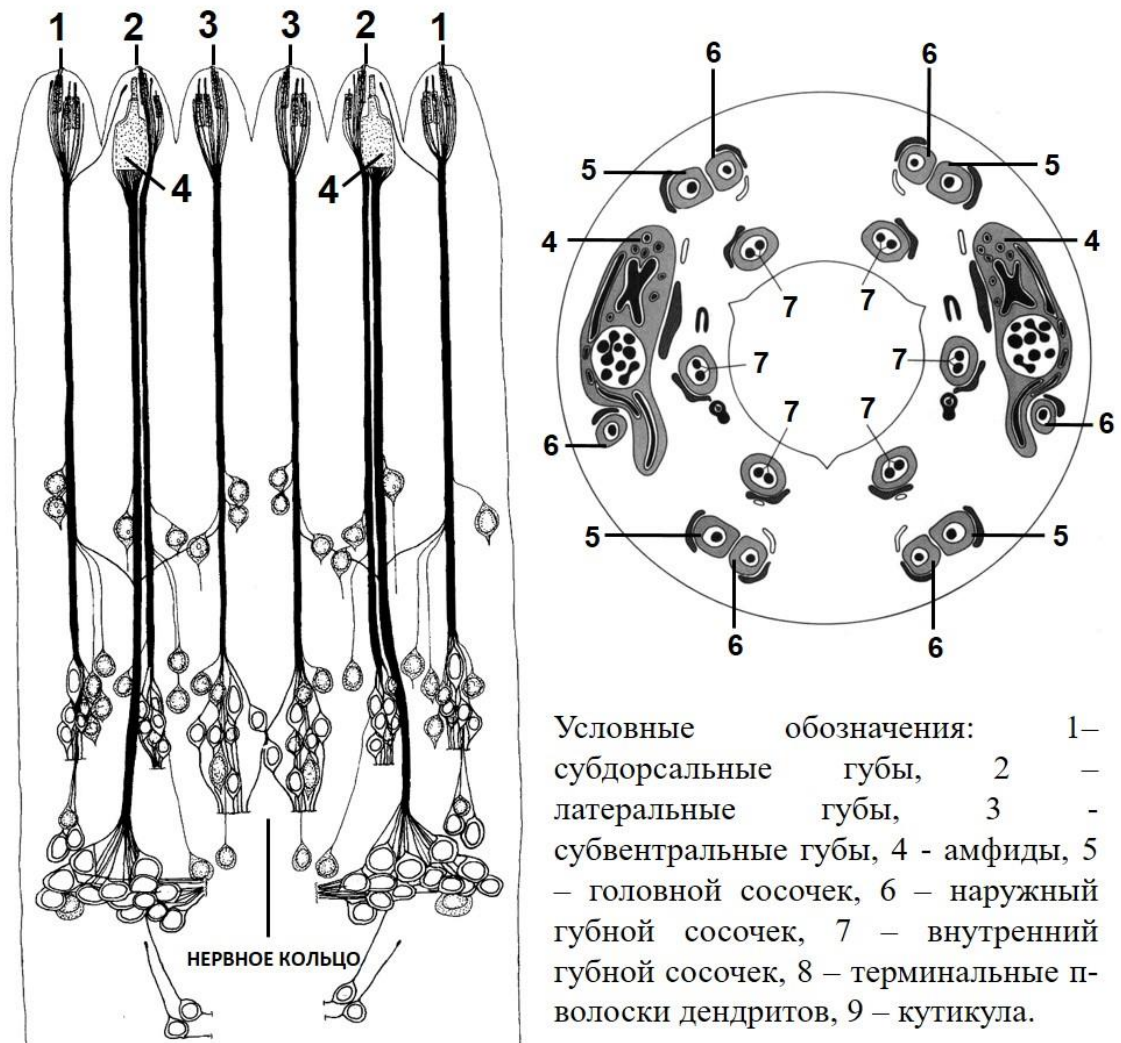 1 2 3 3 2 1
4 4
НЕРВНОЕ КОЛЬЦО
6 6
5 5
4 4
7 7
7 7
7 7
6 6
5 5
6 6
Условные обозначения: 1–
субдорсальные губы, 2 –
латеральные губы, 3 -
субвентральные губы, 4 - амфиды, 5
– головной сосочек, 6 – наружный
губной сосочек, 7 – внутренний
губной сосочек, 8 – терминальные п-
волоски дендритов, 9 – кутикула.